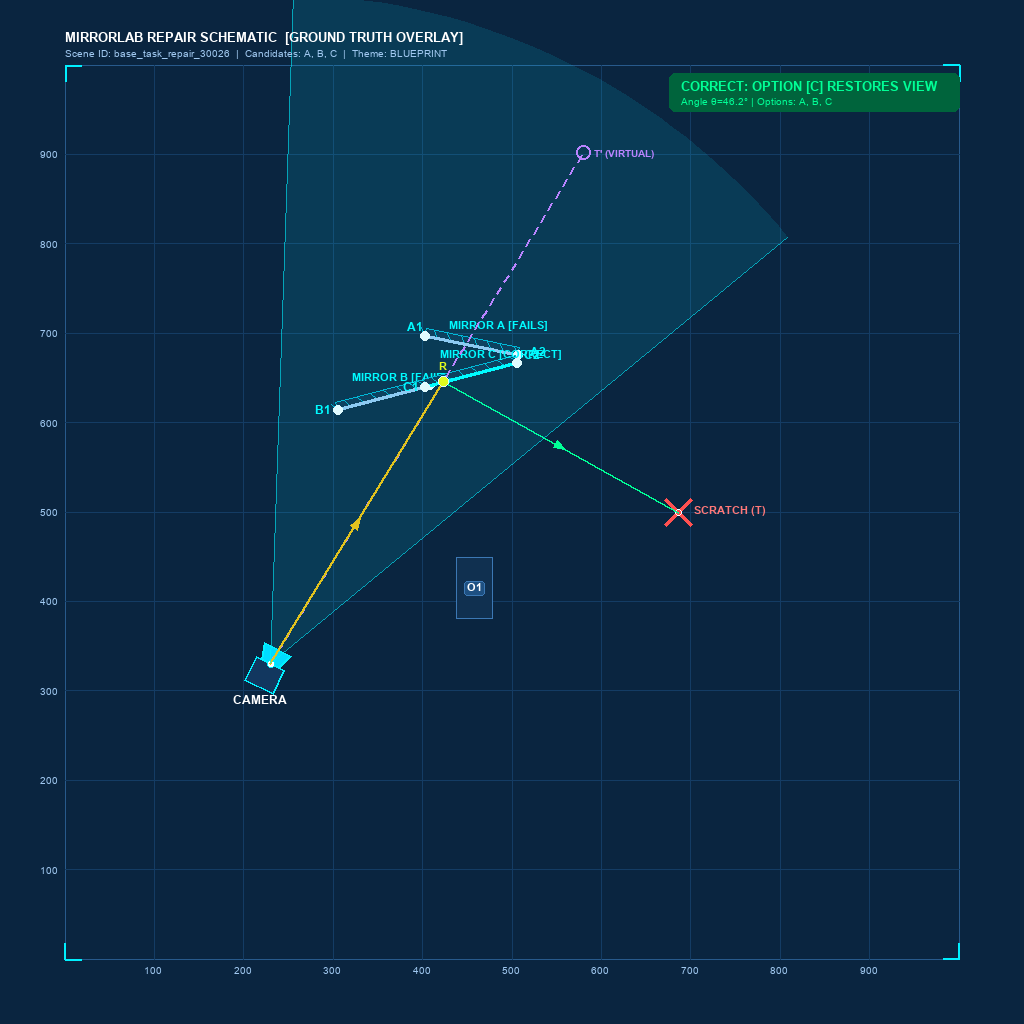 MIRRORLAB REPAIR SCHEMATIC [GROUND TRUTH OVERLAY]
Scene ID: base_task_repair_30026 | Candidates: A, B, C | Theme: BLUEPRINT
CORRECT: OPTION [C] RESTORES VIEW
Angle θ=46.2° | Options: A, B, C
T' (VIRTUAL)
A1
MIRROR A [FAILS]
MIRROR C
R
MIRROR B
B1
SCRATCH (T)
O1
CAMERA
900
800
700
600
500
400
300
200
100
100
200
300
400
500
600
700
800
900